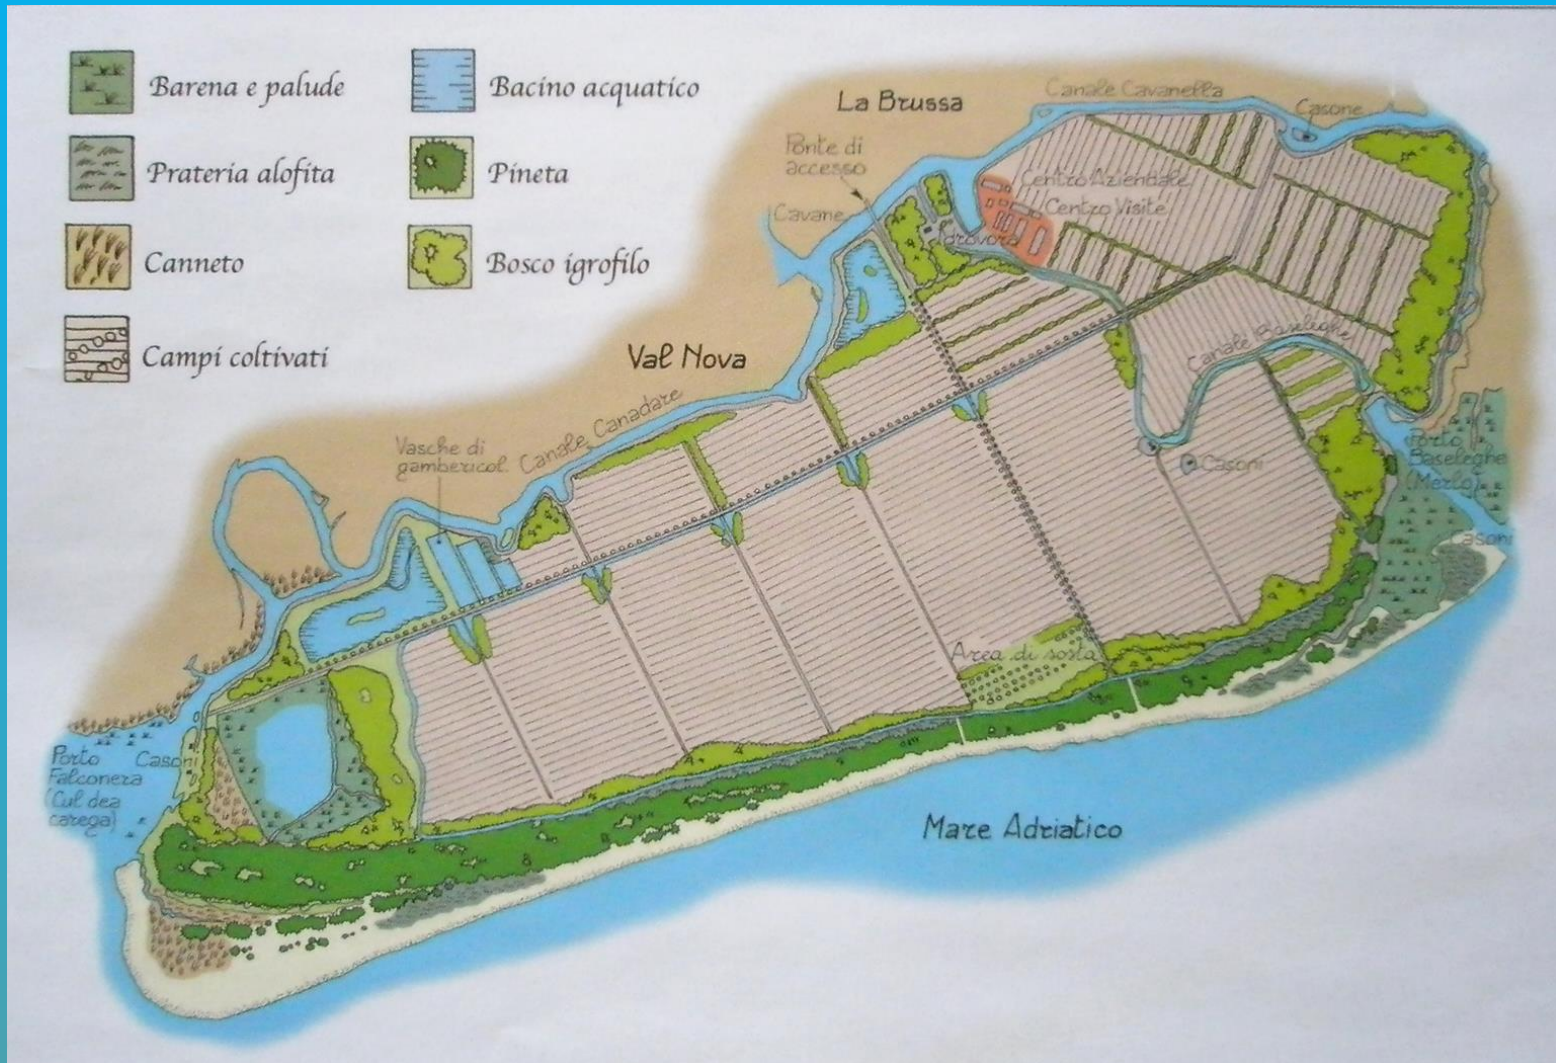 Barena e palude
Bacino acquatico
Prateria alofita
Pineta
Canneto
Bosco igrofilo
Campi coltivati
La Brussa
Canale Cavanella
Casone
Ponte di
accesso
Centro Aziendale
Centro Visite
Cavane
Idrovora
Val Nova
Canale Baseleghe
Canale Canadare
Vasche di
gambericol.
Casoni
Porto
Baseleghe
(Merlo)
Casoni
Area di sosta
Porto
Falconera
(Cul dea
carega)
Casoni
Mare Adriatico